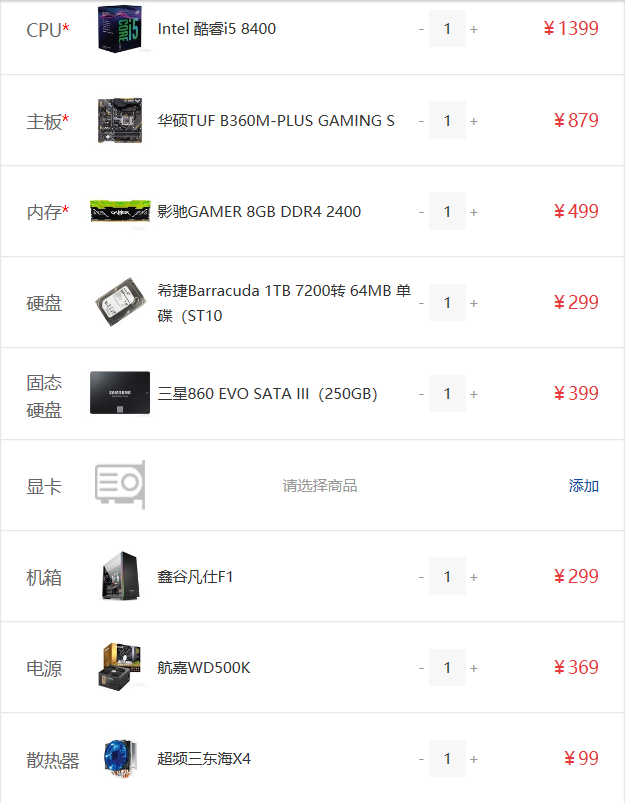 CPU*
Intel 酷睿i5 8400
- 1 +
￥1399
主板*
华硕TUF B360M-PLUS GAMING S
- 1 +
￥879
内存*
影驰GAMER 8GB DDR4 2400
- 1 +
￥499
硬盘
希捷Barracuda 1TB 7200转 64MB 单
碟（ST10
- 1 +
￥299
固态
硬盘
SAMSUNG
三星860 EVO SATA III（250GB）
- 1 +
￥399
显卡
请选择商品
添加
机箱
鑫谷凡仕F1
- 1 +
￥299
电源
航嘉WD500K
- 1 +
￥369
散热器
超频三东海X4
- 1 +
￥99